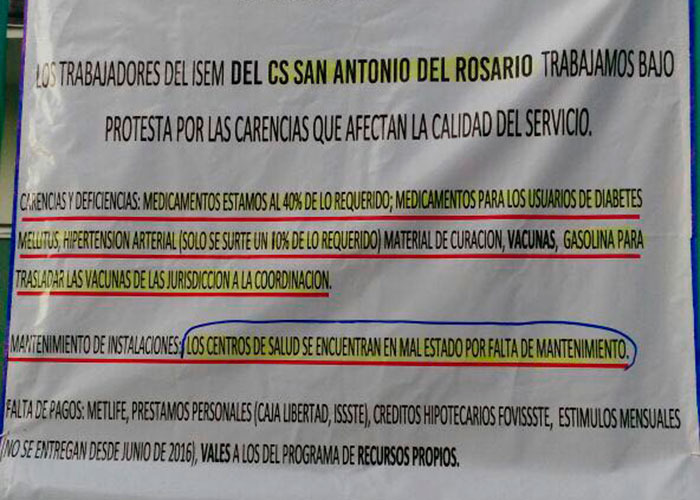 LOS TRABAJADORES DEL ISEM DEL CS SAN ANTONIO DEL ROSARIO TRABAJAMOS BAJO
PROTESTA POR LAS CARENCIAS QUE AFECTAN LA CALIDAD DEL SERVICIO.
CARENCIAS Y DEFICIENCIAS: MEDICAMENTOS ESTAMOS AL 40% DE LO REQUERIDO; MEDICAMENTOS PARA LOS USUARIOS DE DIABETES
MELLITUS, HIPERTENSION ARTERIAL (SOLO SE SURTE UN 10% DE LO REQUERIDO) MATERIAL DE CURACION, VACUNAS, GASOLINA PARA
TRASLADAR LAS VACUNAS DE LAS JURISDICCION A LA COORDINACION.
MANTENIMIENTO DE INSTALACIONES: LOS CENTROS DE SALUD SE ENCUENTRAN EN MAL ESTADO POR FALTA DE MANTENIMIENTO.
FALTA DE PAGOS: METLIFE, PRESTAMOS PERSONALES (CAJA LIBERTAD, ISSSTE), CREDITOS HIPOTECARIOS FOVISSSTE, ESTIMULOS MENSUALES
(NO SE ENTREGAN DESDE JUNIO DE 2016), VALES A LOS DEL PROGRAMA DE RECURSOS PROPIOS.